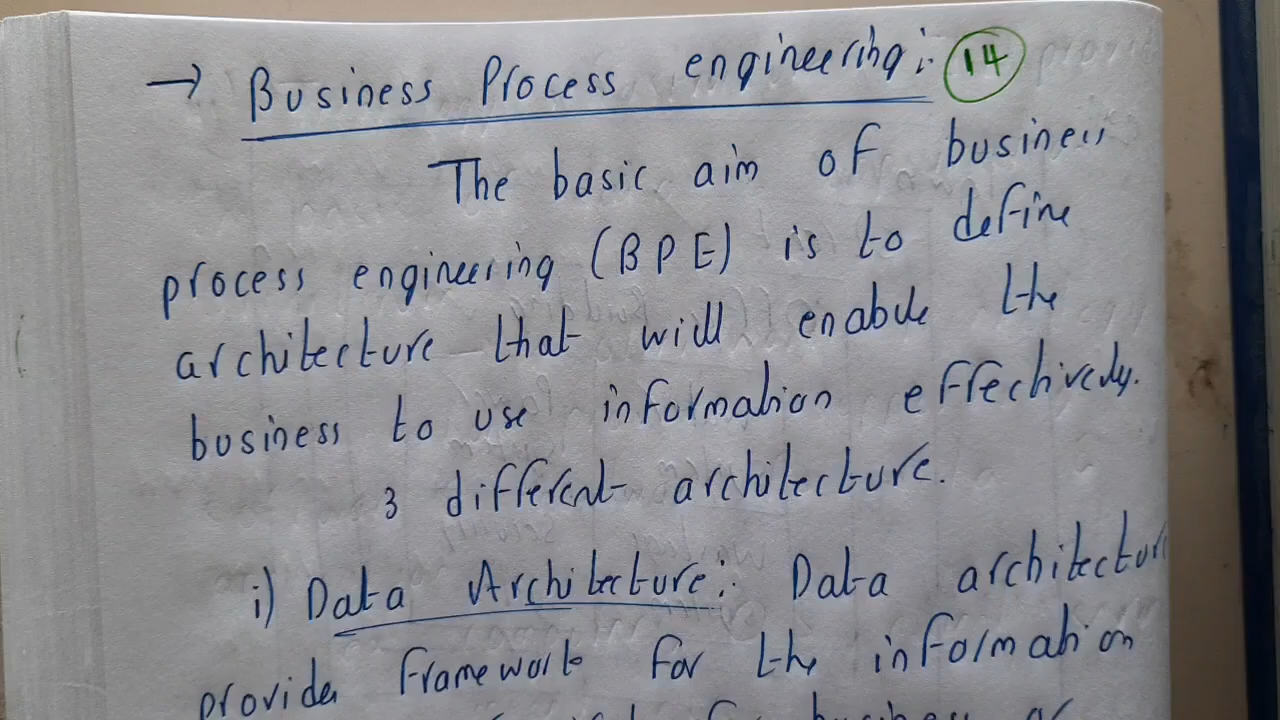 → Business Process engineering:- 14
The basic aim of business
process engineering (BPE) is to define
architecture that will enable the
business to use information effectively.
3 different architecture.
i) Data Architecture:- Data architecture
provides framework for the information
business